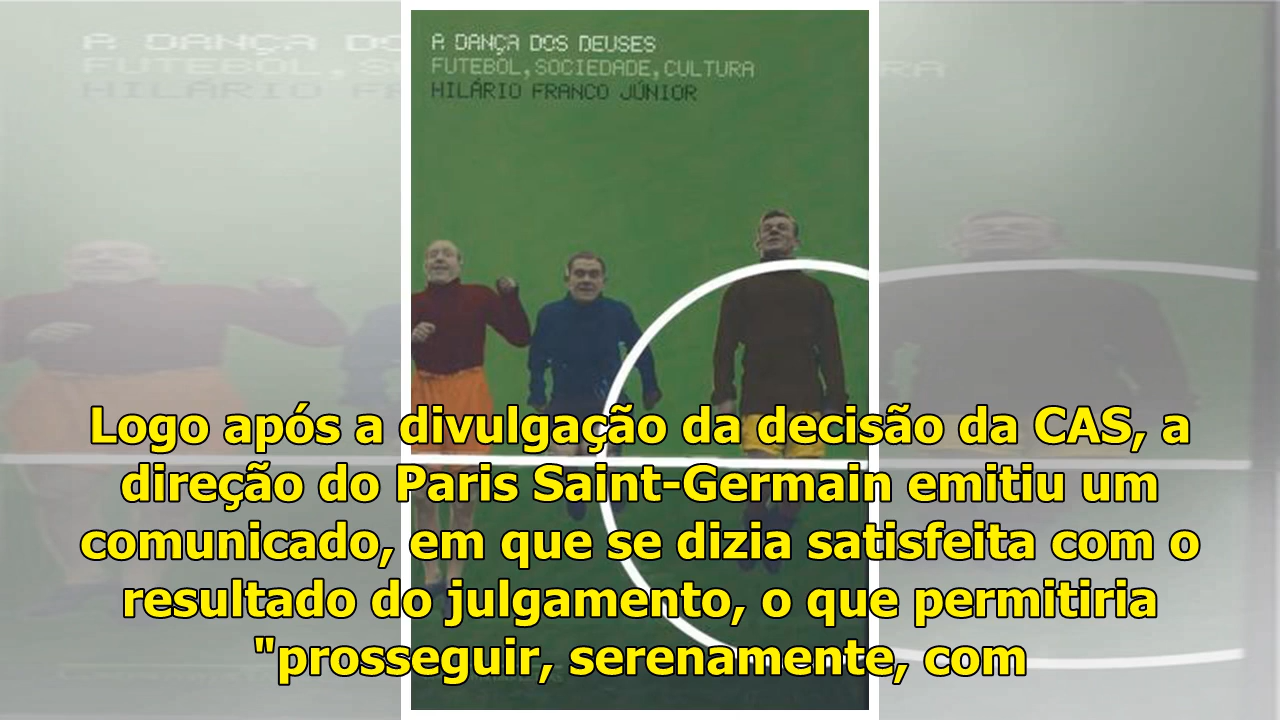 A DANÇA DOS DEUSES
FUTEBOL, SOCIEDADE, CULTURA
HILÁRIO FRANCO JÚNIOR
Logo após a divulgação da decisão da CAS, a
direção do Paris Saint-Germain emitiu um
comunicado, em que se dizia satisfeita com o
resultado do julgamento, o que permitiria
"prosseguir, serenamente, com